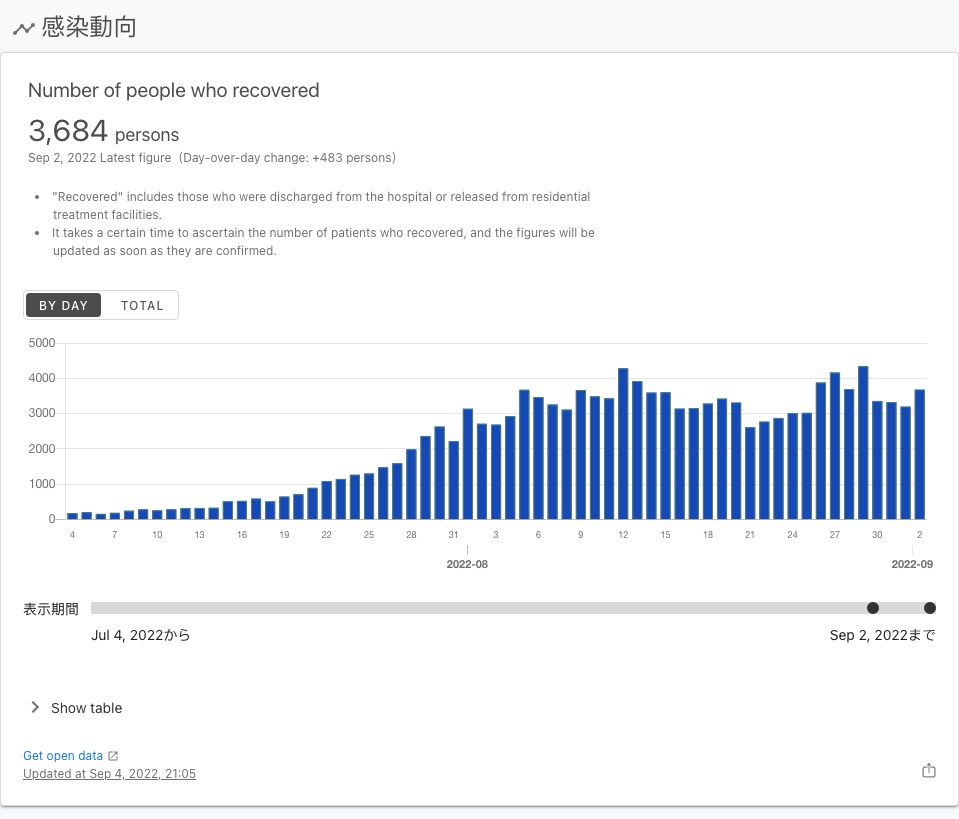 感染動向
Number of people who recovered
3,684 persons
Sep 2, 2022 Latest figure (Day-over-day change: +483 persons)
• "Recovered" includes those who were discharged from the hospital or released from residential
treatment facilities.
• It takes a certain time to ascertain the number of patients who recovered, and the figures will be
updated as soon as they are confirmed.
BY DAY TOTAL
5000
4000
3000
2000
1000
0
4 7 10 13 16 19 22 25 28 31 3 6 9 12 15 18 21 24 27 30 2
2022-08 2022-09
表示期間
Jul 4, 2022から Sep 2, 2022まで
Show table
Get open data
Updated at Sep 4, 2022, 21:05